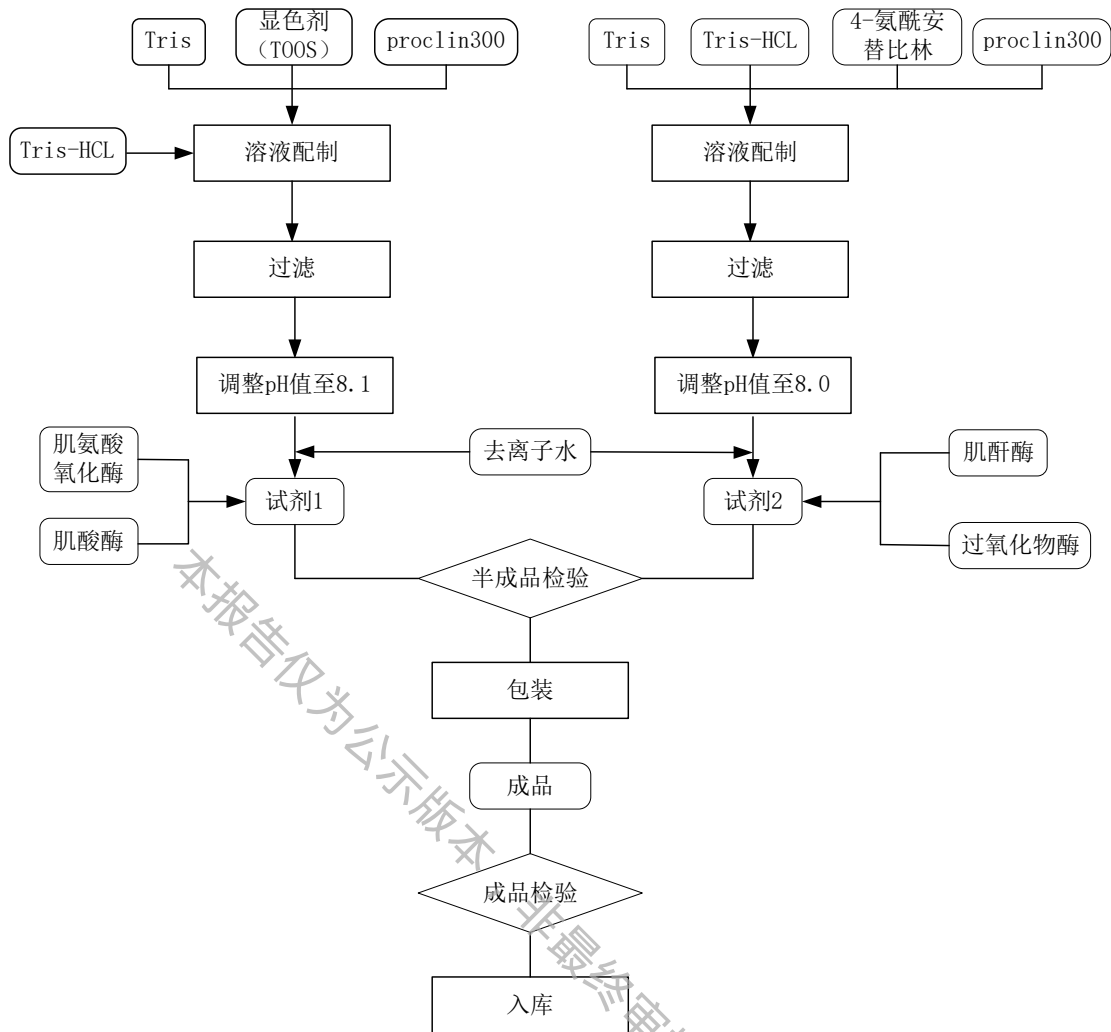 Tris
显色剂
（TOOS）
proclin300
Tris
Tris-HCL
4-氨酰安
替比林
proclin300
Tris-HCL
溶液配制
溶液配制
过滤
过滤
调整pH值至8.1
调整pH值至8.0
肌氨酸
氧化酶
去离子水
肌酐酶
试剂1
试剂2
肌酸酶
过氧化物酶
半成品检验
包装
成品
成品检验
入库
本报告仅为公示版本，非最终审